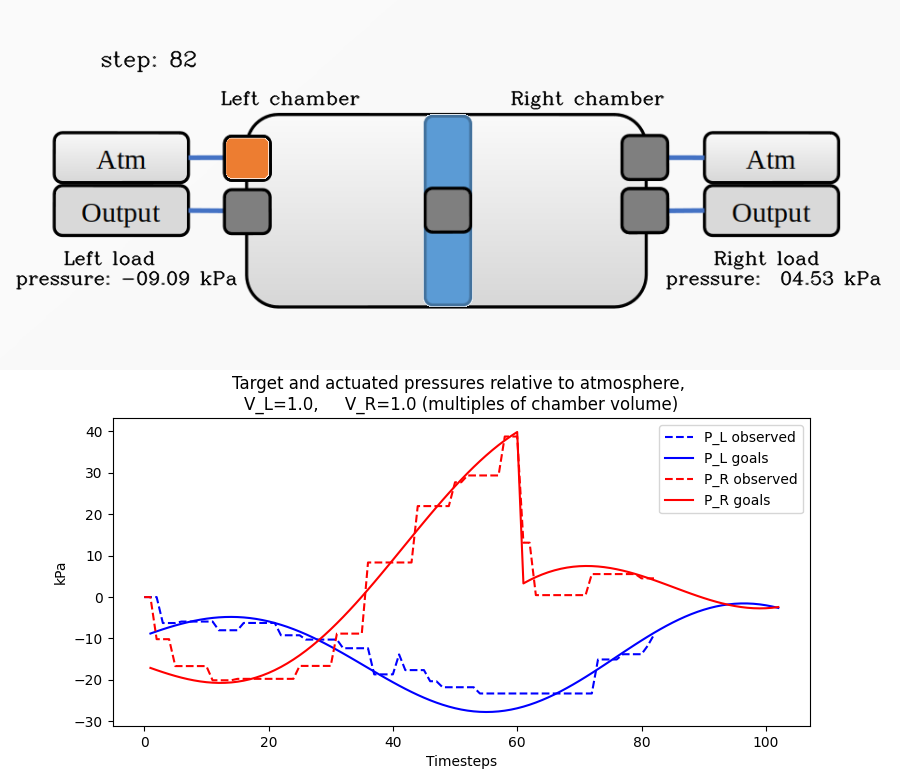 step: 82
Left chamber
Right chamber
Atm
Output
Atm
Output
Left load
pressure: -09.09 kPa
Right load
pressure: 04.53 kPa
Target and actuated pressures relative to atmosphere,
V_L=1.0, V_R=1.0 (multiples of chamber volume)
40
30
20
10
0
−10
−20
−30
kPa
P_L observed
P_L goals
P_R observed
P_R goals
0 20 40 60 80 100
Timesteps